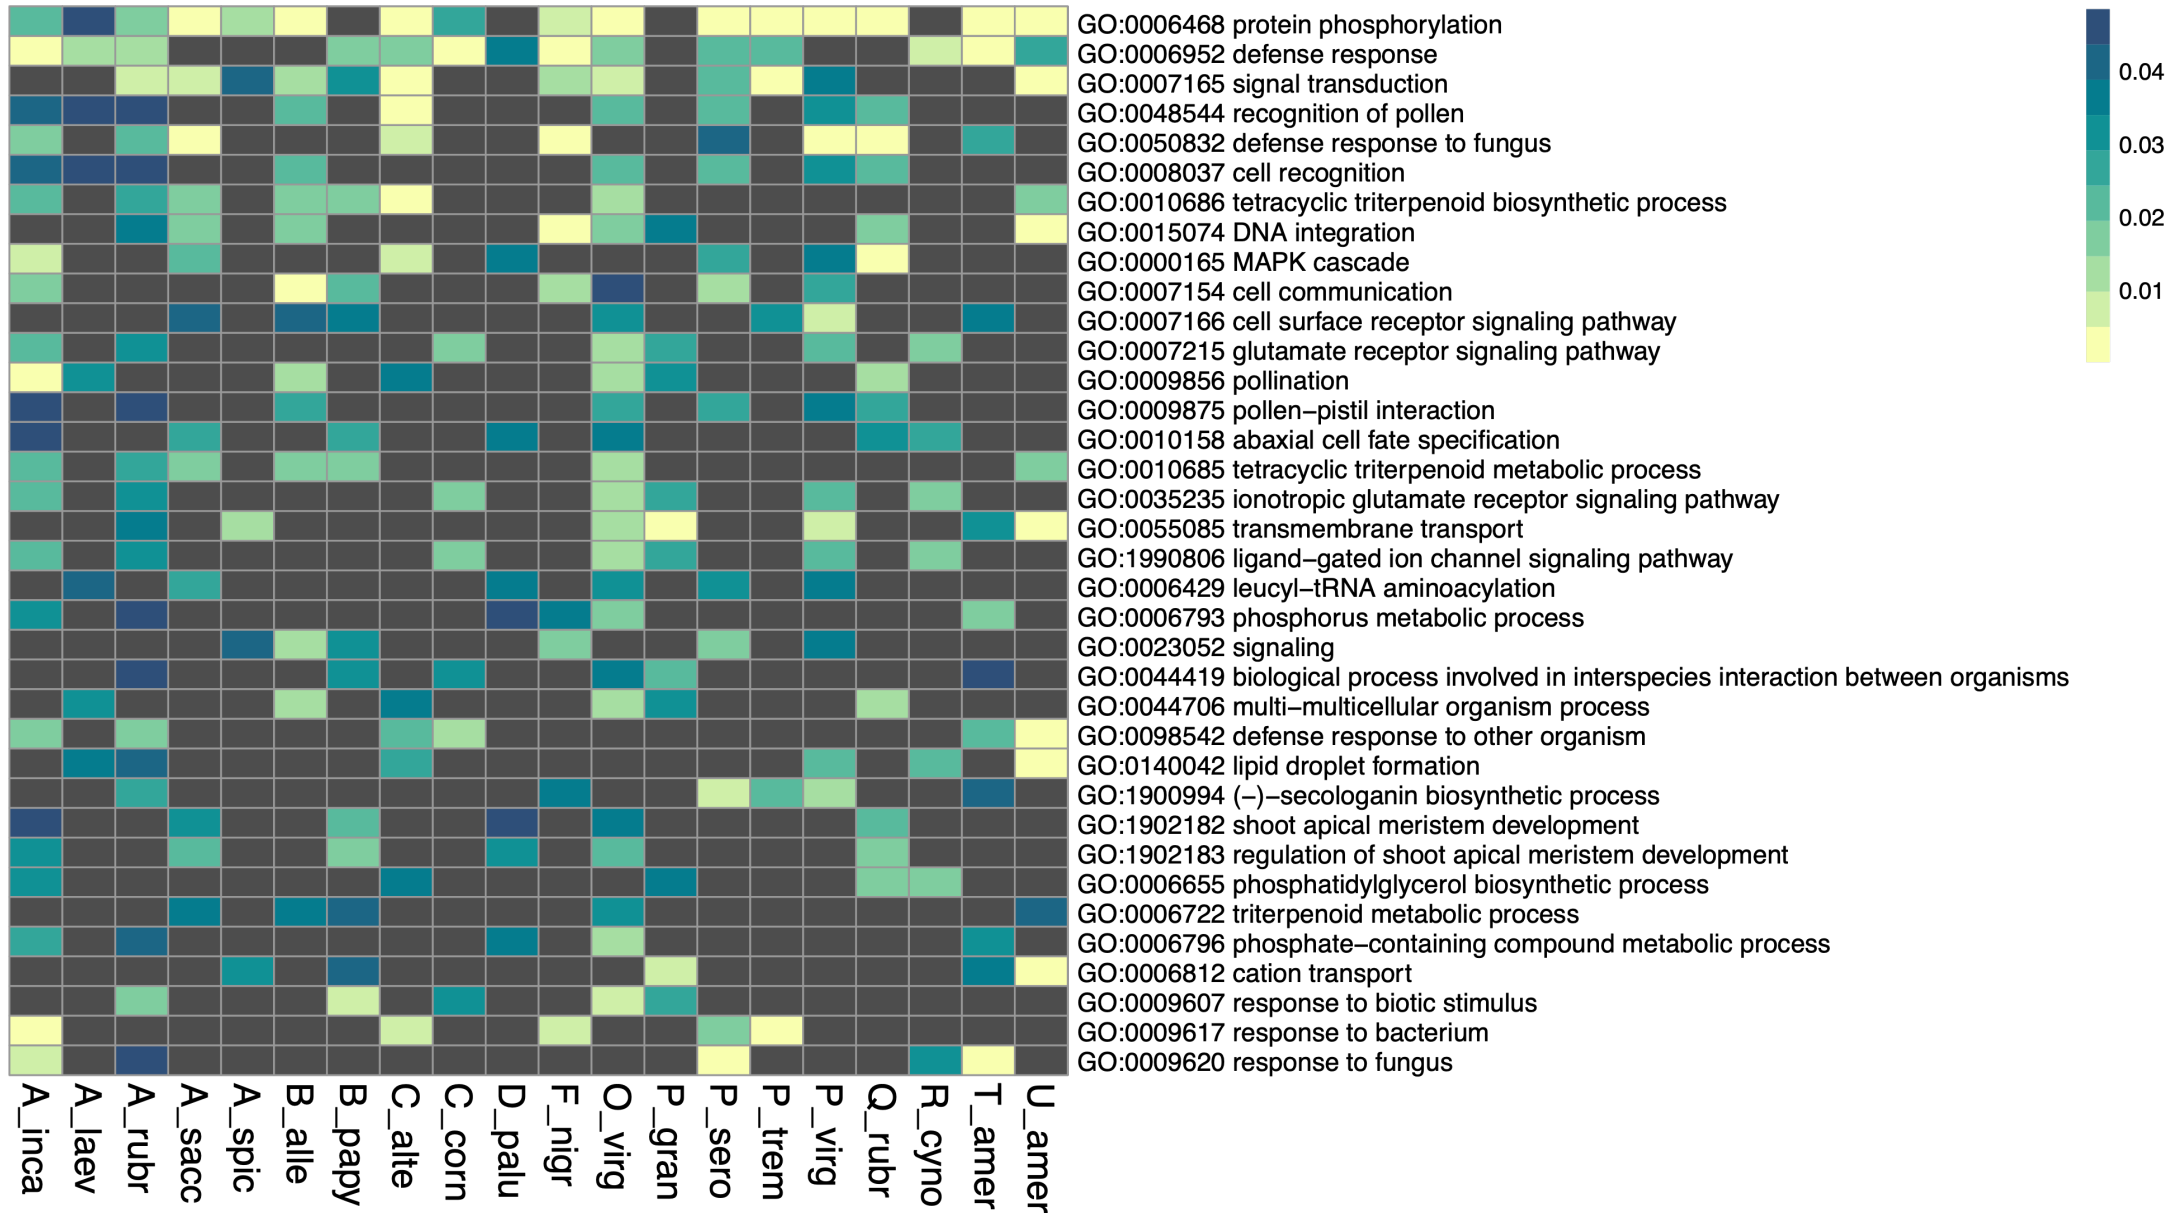 GO:0006468 protein phosphorylation
GO:0006952 defense response
GO:0007165 signal transduction
GO:0048544 recognition of pollen
GO:0050832 defense response to fungus
GO:0008037 cell recognition
GO:0010686 tetracyclic triterpenoid biosynthetic process
GO:0015074 DNA integration
GO:0000165 MAPK cascade
GO:0007154 cell communication
GO:0007166 cell surface receptor signaling pathway
GO:0007215 glutamate receptor signaling pathway
GO:0009856 pollination
GO:0009875 pollen−pistil interaction
GO:0010158 abaxial cell fate specification
GO:0010685 tetracyclic triterpenoid metabolic process
GO:0035235 ionotropic glutamate receptor signaling pathway
GO:0055085 transmembrane transport
GO:1990806 ligand−gated ion channel signaling pathway
GO:0006429 leucyl−tRNA aminoacylation
GO:0006793 phosphorus metabolic process
GO:0023052 signaling
GO:0044419 biological process involved in interspecies interaction between organisms
GO:0044706 multi−multicellular organism process
GO:0098542 defense response to other organism
GO:0140042 lipid droplet formation
GO:1900994 (−)−secologanin biosynthetic process
GO:1902182 shoot apical meristem development
GO:1902183 regulation of shoot apical meristem development
GO:0006655 phosphatidylglycerol biosynthetic process
GO:0006722 triterpenoid metabolic process
GO:0006796 phosphate−containing compound metabolic process
GO:0006812 cation transport
GO:0009607 response to biotic stimulus
GO:0009617 response to bacterium
GO:0009620 response to fungus
A_inca
A_laev
A_rubr
A_sacc
A_spic
B_alle
B_papy
C_alte
C_corn
D_palu
F_nigr
O_virg
P_gran
P_sero
P_trem
P_virg
Q_rubr
R_cyno
T_amer
U_amer
0.04
0.03
0.02
0.01